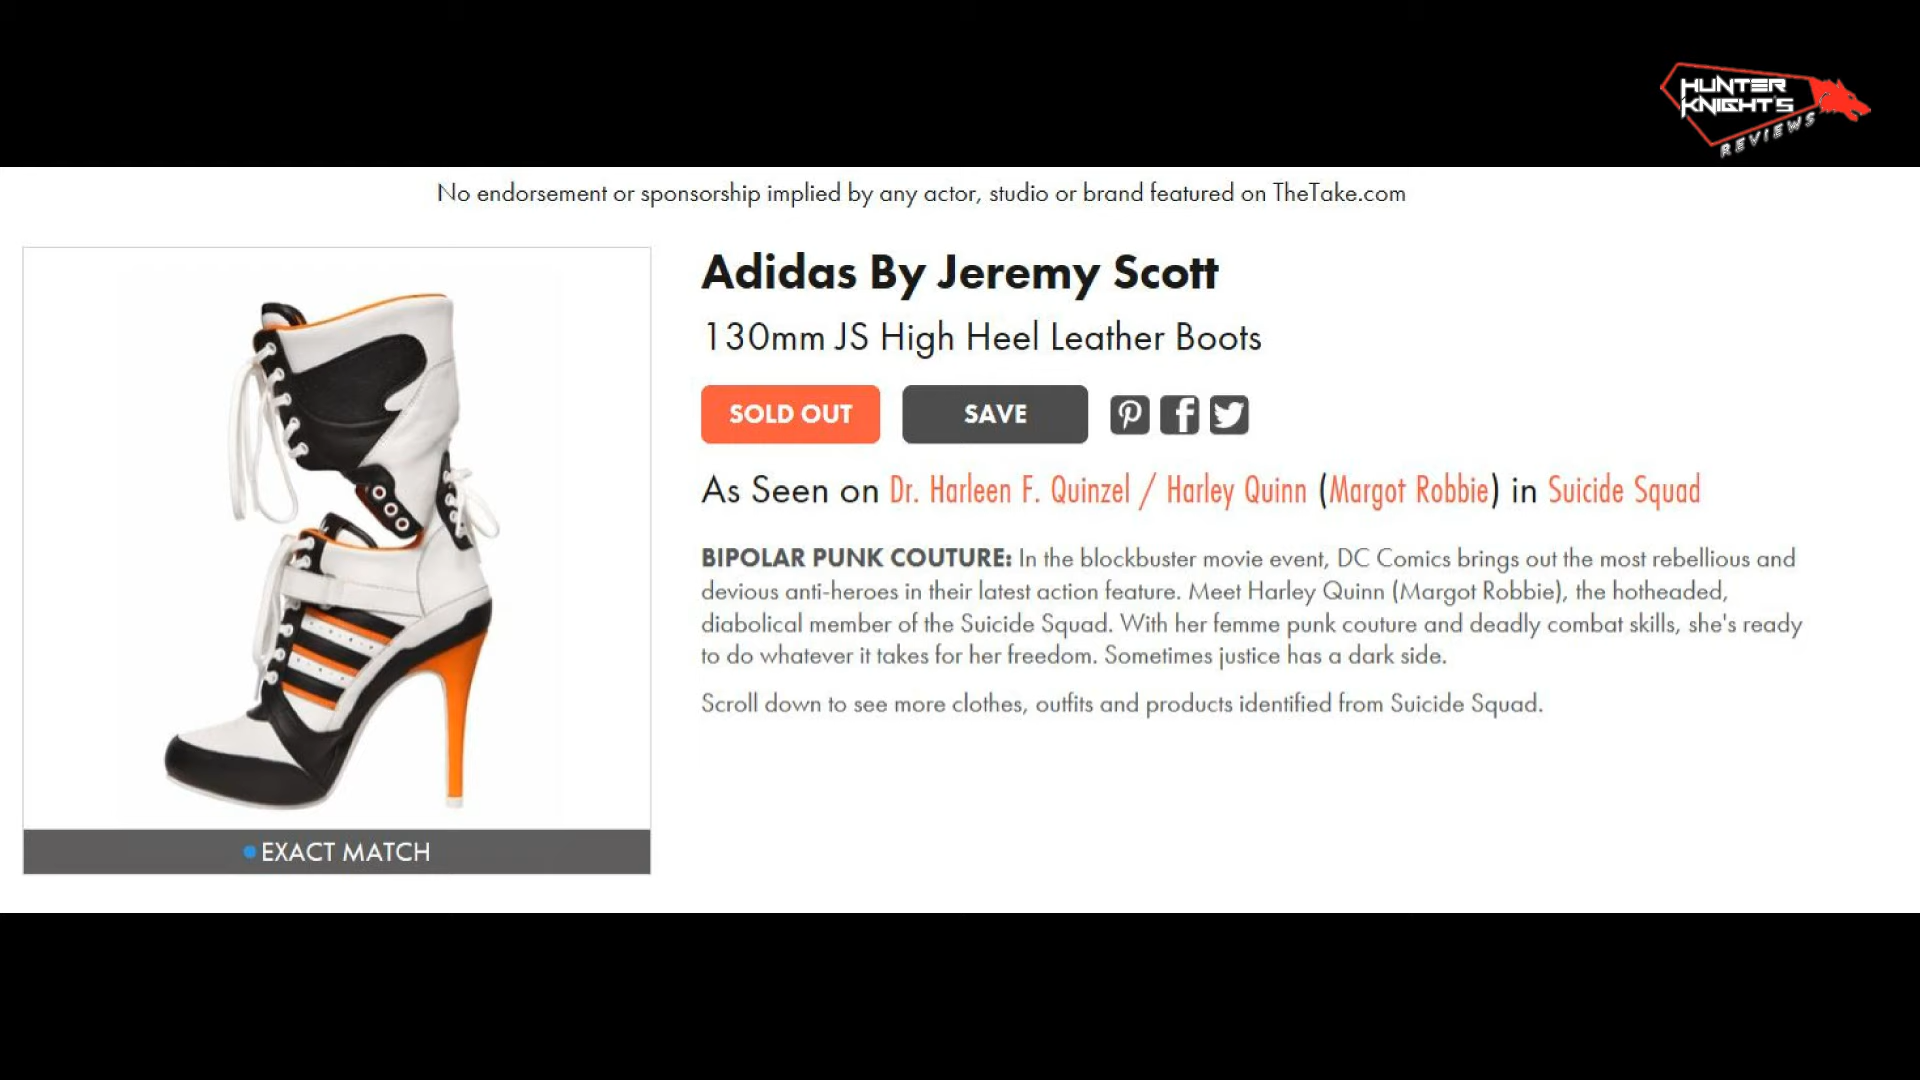 HUNTER
KNIGHT'S
REVIEWS
No endorsement or sponsorship implied by any actor, studio or brand featured on TheTake.com
Adidas By Jeremy Scott
130mm JS High Heel Leather Boots
SOLD OUT
SAVE
As Seen on Dr. Harleen F. Quinzel / Harley Quinn (Margot Robbie) in Suicide Squad
BIPOLAR PUNK COUTURE: In the blockbuster movie event, DC Comics brings out the most rebellious and
devious anti-heroes in their latest action feature. Meet Harley Quinn (Margot Robbie), the hotheaded,
diabolical member of the Suicide Squad. With her femme punk couture and deadly combat skills, she's ready
to do whatever it takes for her freedom. Sometimes justice has a dark side.
Scroll down to see more clothes, outfits and products identified from Suicide Squad.
EXACT MATCH